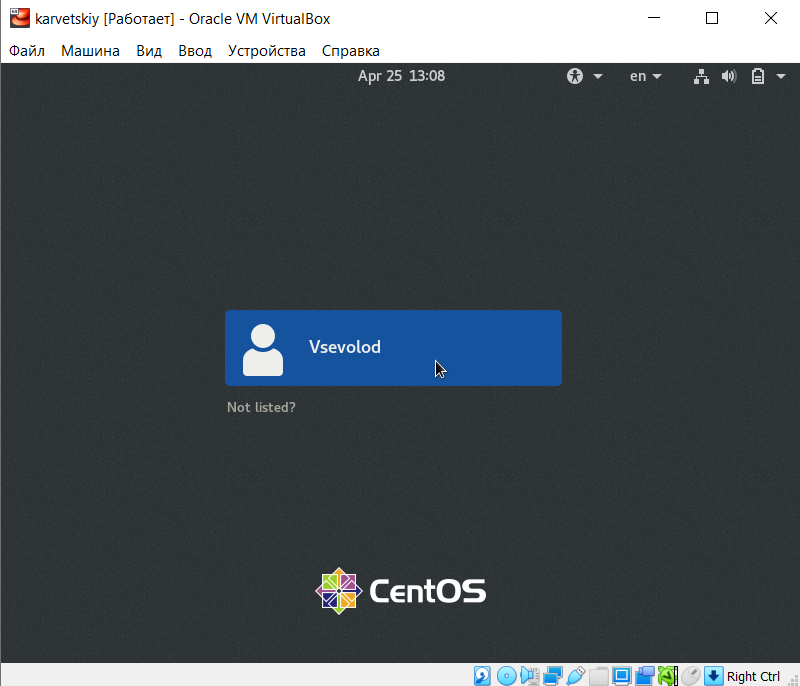 karvetskiy [Работает] - Oracle VM VirtualBox
Файл Машина Вид Ввод Устройства Справка
Apr 25 13:08 en
Vsevolod
Not listed?
CentOS
Right Ctrl